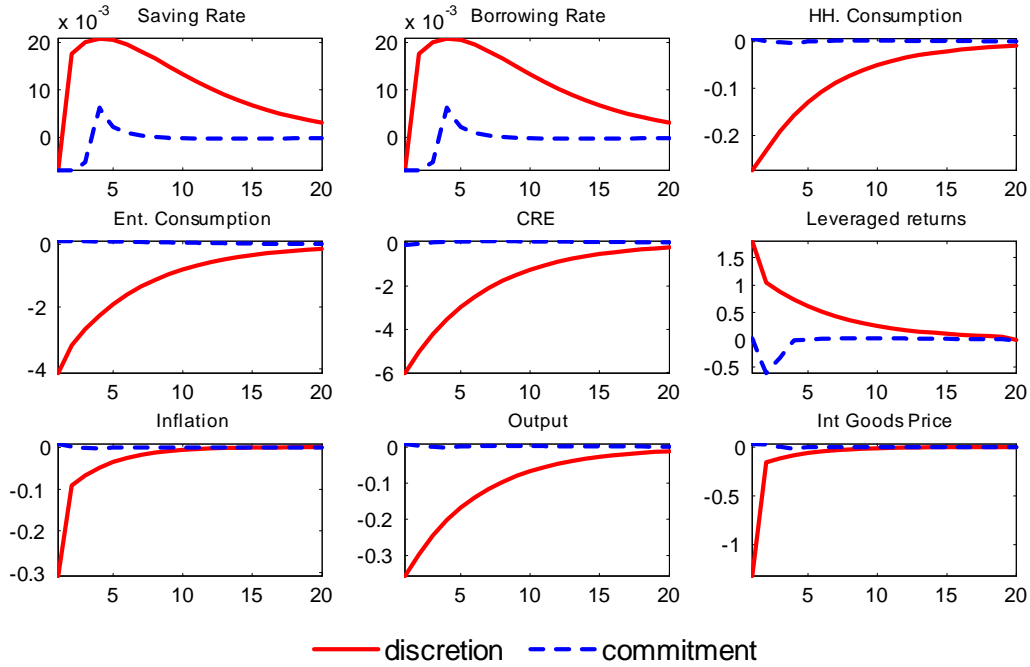 Saving Rate
x 10^-3
20
10
0
5 10 15 20
Borrowing Rate
x 10^-3
20
10
0
5 10 15 20
HH. Consumption
0
-0.1
-0.2
5 10 15 20
Ent. Consumption
0
-2
-4
5 10 15 20
CRE
0
-2
-4
-6
5 10 15 20
Leveraged returns
1.5
1
0.5
0
-0.5
5 10 15 20
Inflation
0
-0.1
-0.2
-0.3
5 10 15 20
Output
0
-0.1
-0.2
-0.3
5 10 15 20
Int Goods Price
0
-0.5
-1
5 10 15 20
discretion commitment